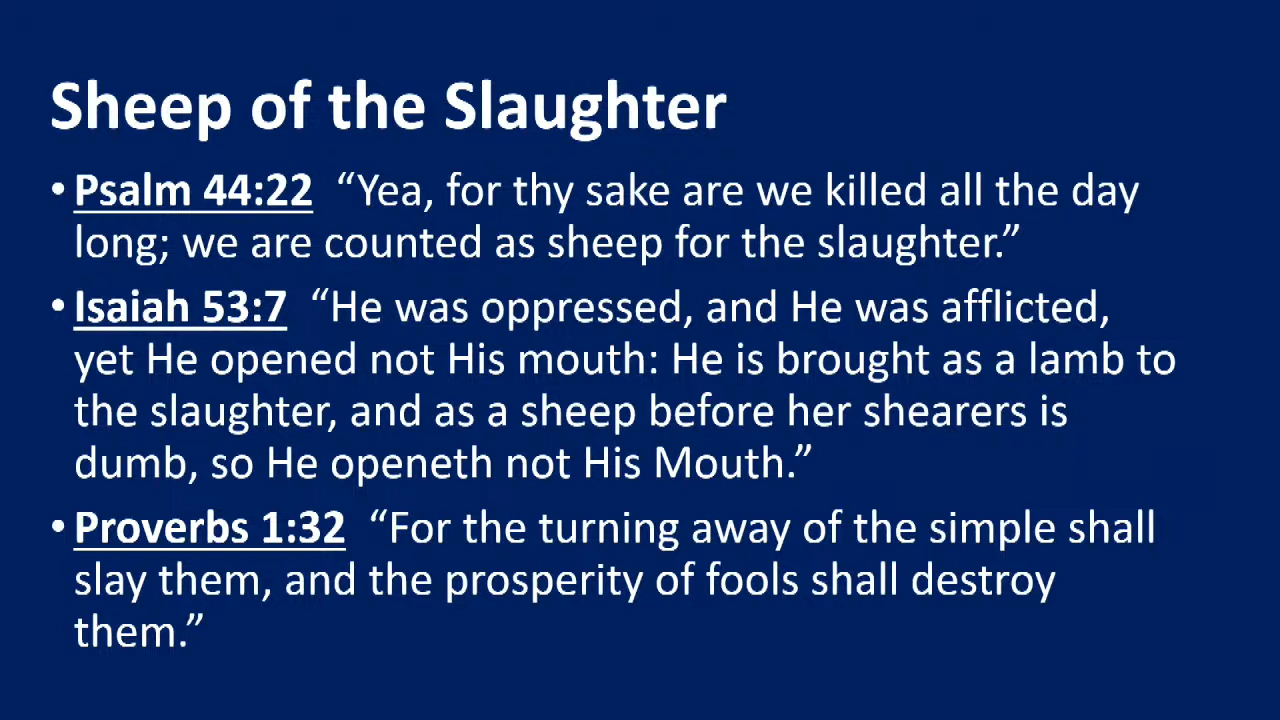 Sheep of the Slaughter
• Psalm 44:22 “Yea, for thy sake are we killed all the day
long; we are counted as sheep for the slaughter.”
• Isaiah 53:7 “He was oppressed, and He was afflicted,
yet He opened not His mouth: He is brought as a lamb to
the slaughter, and as a sheep before her shearers is
dumb, so He openeth not His Mouth.”
• Proverbs 1:32 “For the turning away of the simple shall
slay them, and the prosperity of fools shall destroy
them.”